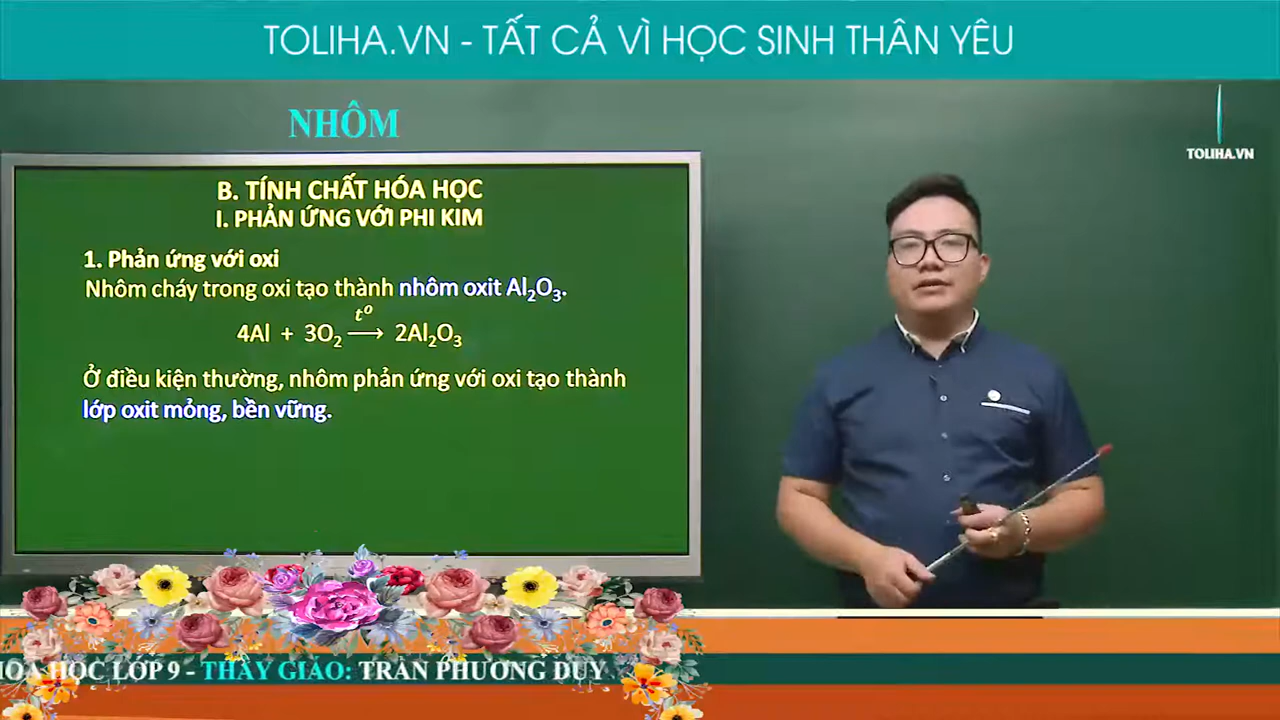 TOLIHA.VN - TẤT CẢ VÌ HỌC SINH THÂN YÊU
NHÔM
TOLIHA.VN
B. TÍNH CHẤT HÓA HỌC
I. PHẢN ỨNG VỚI PHI KIM
1. Phản ứng với oxi
Nhôm cháy trong oxi tạo thành nhôm oxit Al₂O₃.
4Al + 3O₂ \xrightarrow{t^o} 2Al₂O₃
Ở điều kiện thường, nhôm phản ứng với oxi tạo thành
lớp oxit mỏng, bền vững.
HÓA HỌC LỚP 9 - THẦY GIÁO: TRẦN PHƯƠNG DUY